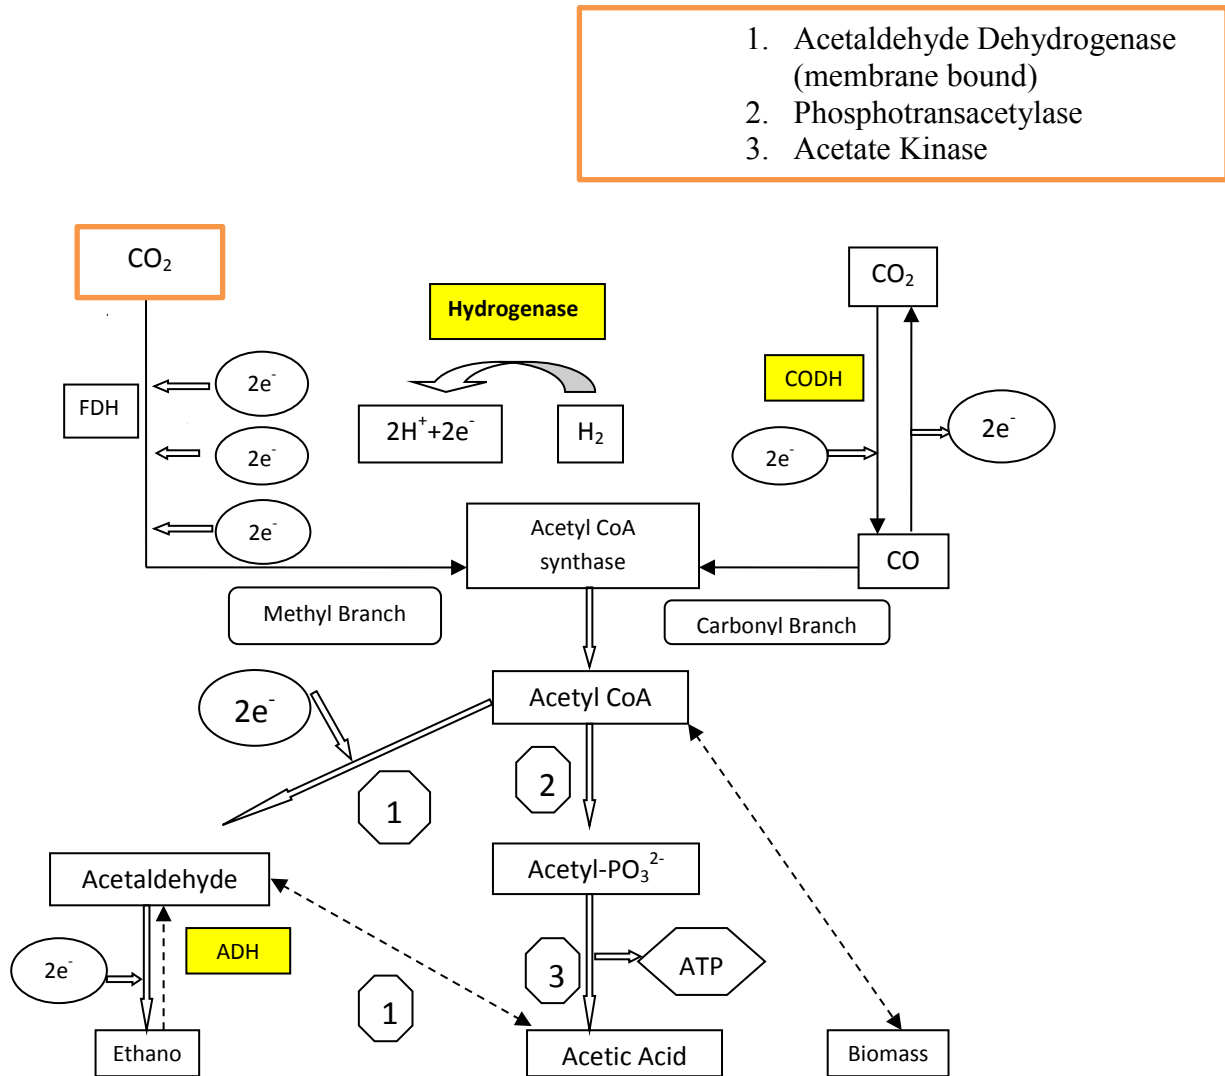 1. Acetaldehyde Dehydrogenase
(membrane bound)
2. Phosphotransacetylase
3. Acetate Kinase
CO₂
CO₂
Hydrogenase
CODH
FDH
2e⁻
2H⁺+2e⁻
H₂
2e⁻
2e⁻
2e⁻
2e⁻
Acetyl CoA
synthase
CO
Methyl Branch
Carbonyl Branch
2e⁻
Acetyl CoA
2
1
Acetaldehyde
Acetyl-PO₃²⁻
ADH
2e⁻
3
ATP
1
Ethano
Acetic Acid
Biomass